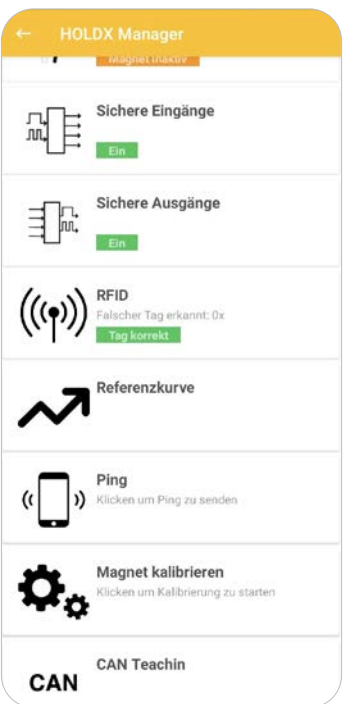 ← HOLDX Manager
Magnet inaktiv
Sichere Eingänge
Ein
Sichere Ausgänge
Ein
RFID
Falscher Tag erkannt: 0x
Tag korrekt
Referenzkurve
Ping
Klicken um Ping zu senden
Magnet kalibrieren
Klicken um Kalibrierung zu starten
CAN Teachin
CAN